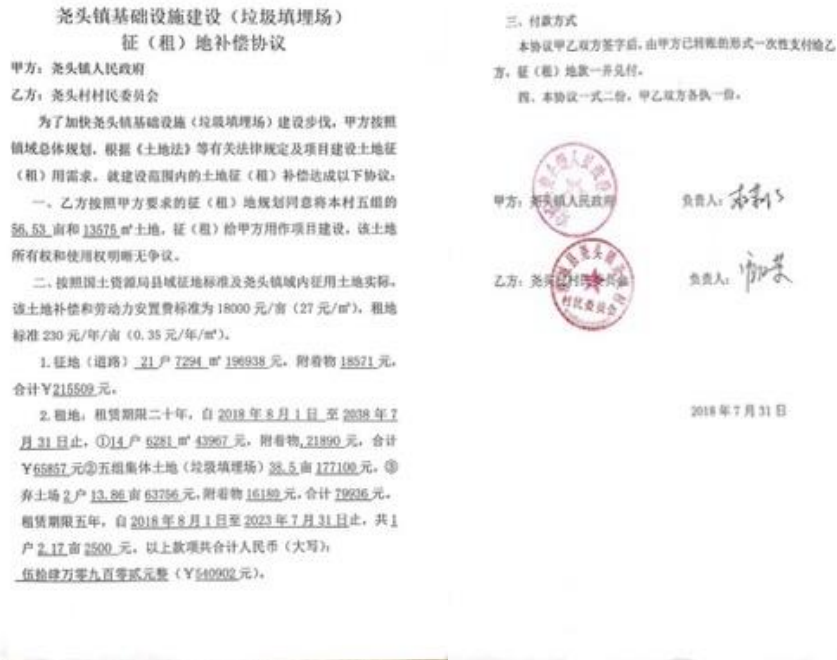 尧头镇基础设施建设（垃圾填埋场）
征（租）地补偿协议
甲方：尧头镇人民政府
乙方：尧头村村民委员会
为了加快尧头镇基础设施（垃圾填埋场）建设步伐，甲方按照
镇域总体规划，根据《土地法》等有关法律规定及项目建设土地征
（租）用需求，就建设范围内的土地征（租）补偿达成以下协议：
一、乙方按照甲方要求的征（租）地规划同意将本村五组的
56.53 亩和 13575 ㎡土地，征（租）给甲方用作项目建设，该土地
所有权和使用权明晰无争议。
二、按照国土资源局县域征地标准及尧头镇域内征用土地实际，
该土地补偿和劳动力安置费标准为 18000 元/亩（27 元/㎡），租地
标准 230 元/年/亩（0.35 元/年/㎡）。
1.征地（道路） 21 户 7294 ㎡ 196938 元，附着物 18571 元，
合计￥215509 元。
2.租地：租赁期限二十年，自 2018 年 8 月 1 日 至 2038 年 7
月 31 日止，①14 户 6281 ㎡ 43967 元，附着物,21890 元，合计
￥65857 元②五组集体土地（垃圾填埋场）38.5 亩 177100 元，③
弃土场 2 户 13.86 亩 63756 元，附着物 16180 元，合计 79936 元。
租赁期限五年，自 2018 年 8 月 1 日至 2023 年 7 月 31 日止，共 1
户 2.17 亩 2500 元，以上款项共合计人民币（大写）：
伍拾肆万零九百零贰元整（￥540902 元）。
三、付款方式
本协议甲乙双方签字后，由甲方已转账的形式一次性支付给乙
方，征（租）地款一并兑付。
四、本协议一式二份，甲乙双方各执一份。
甲方：尧头镇人民政府 负责人：
乙方：尧头村村民委员会 负责人：
2018 年 7 月 31 日